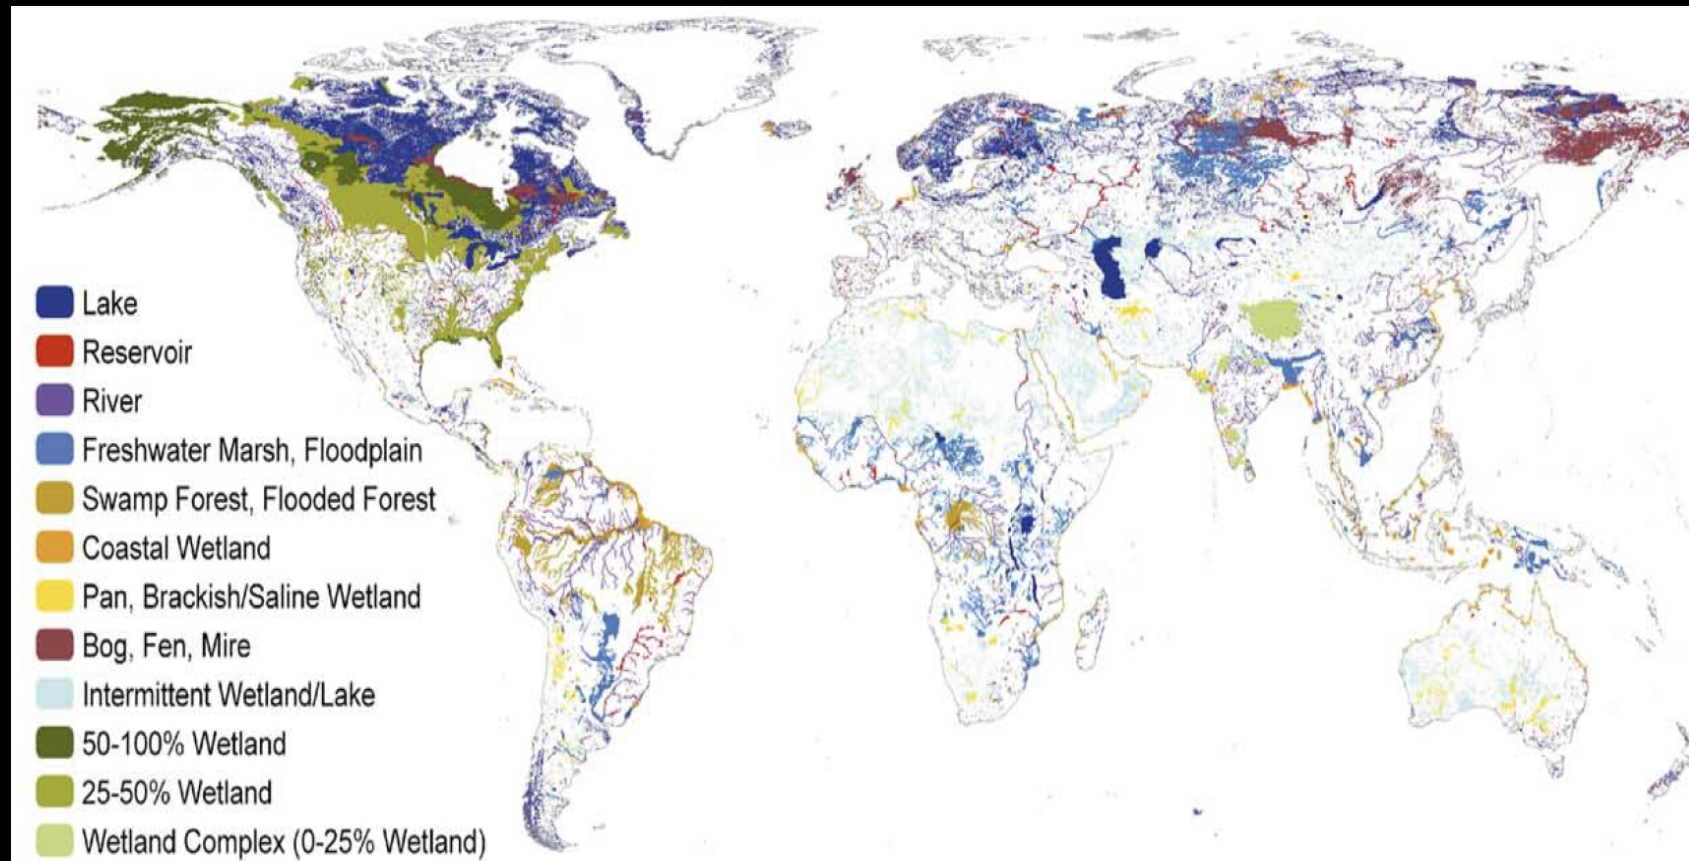 Lake
Reservoir
River
Freshwater Marsh, Floodplain
Swamp Forest, Flooded Forest
Coastal Wetland
Pan, Brackish/Saline Wetland
Bog, Fen, Mire
Intermittent Wetland/Lake
50-100% Wetland
25-50% Wetland
Wetland Complex (0-25% Wetland)